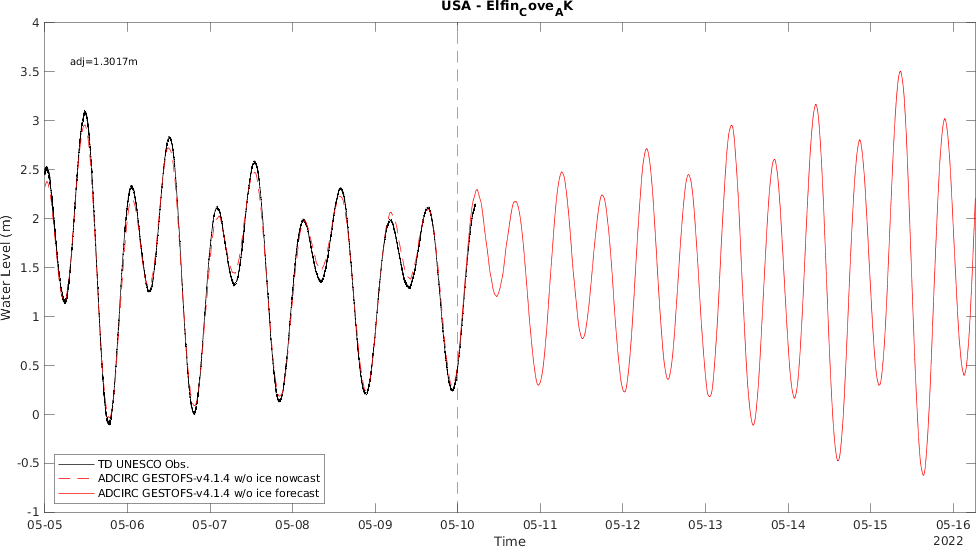 USA - ElfinCoveAK
adj=1.3017m
4
3.5
3
2.5
2
1.5
1
0.5
0
-0.5
-1
Water Level (m)
TD UNESCO Obs.
ADCIRC GESTOFS-v4.1.4 w/o ice nowcast
ADCIRC GESTOFS-v4.1.4 w/o ice forecast
05-05 05-06 05-07 05-08 05-09 05-10 05-11 05-12 05-13 05-14 05-15 05-16
Time
2022